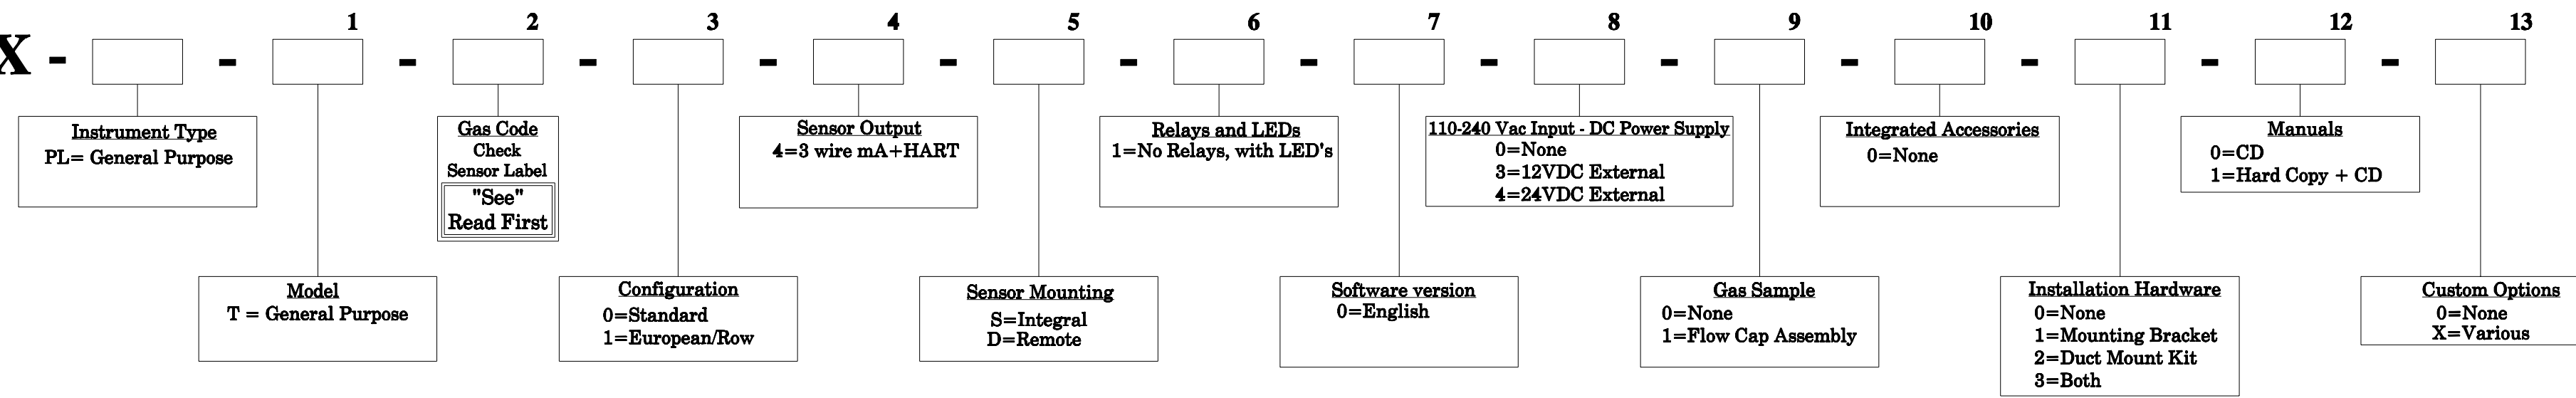 1 2 3 4 5 6 7 8 9 10 11 12 13
X - - - - - - - - - - - - - -
Instrument Type
PL= General Purpose
Gas Code
Check
Sensor Label
"See"
Read First
Sensor Output
4=3 wire mA+HART
Relays and LEDs
1=No Relays, with LED's
110-240 Vac Input - DC Power Supply
0=None
3=12VDC External
4=24VDC External
Integrated Accessories
0=None
Manuals
0=CD
1=Hard Copy + CD
Model
T = General Purpose
Configuration
0=Standard
1=European/Row
Sensor Mounting
S=Integral
D=Remote
Software version
0=English
Gas Sample
0=None
1=Flow Cap Assembly
Installation Hardware
0=None
1=Mounting Bracket
2=Duct Mount Kit
3=Both
Custom Options
0=None
X=Various